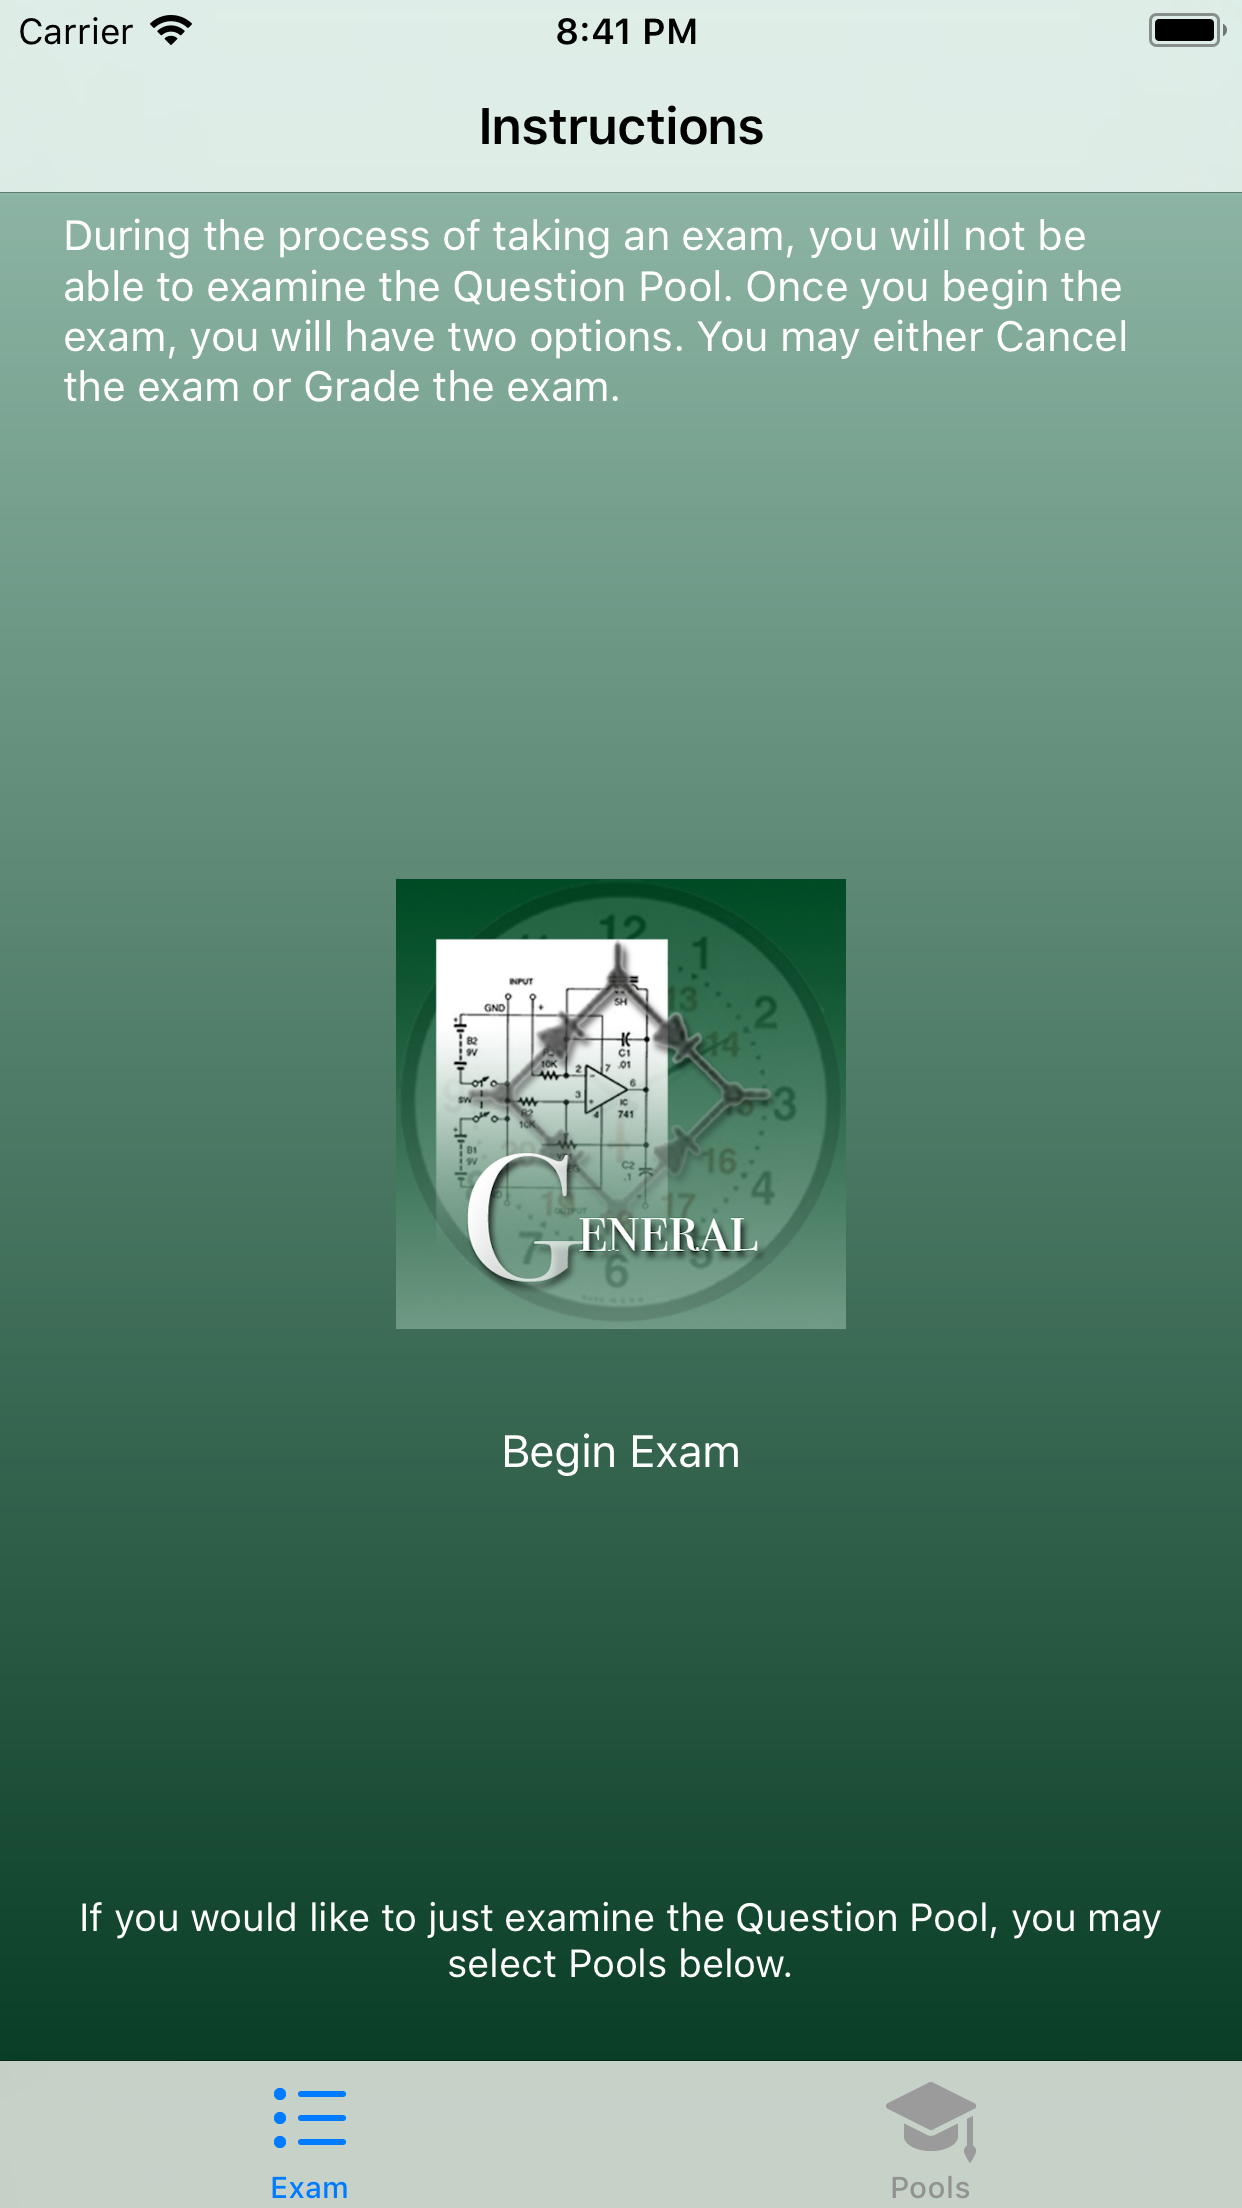 Carrier 8:41 PM
Instructions
During the process of taking an exam, you will not be
able to examine the Question Pool. Once you begin the
exam, you will have two options. You may either Cancel
the exam or Grade the exam.
12
1
2
13
14
3
16
4
17
6
7
INPUT
GND
+
SH
B2
9V
C1
.01
10K
2
7
6
3
4
IC
741
SW
R2
10K
B1
9V
C2
.1
OUTPUT
GENERAL
Begin Exam
If you would like to just examine the Question Pool, you may
select Pools below.
Exam
Pools